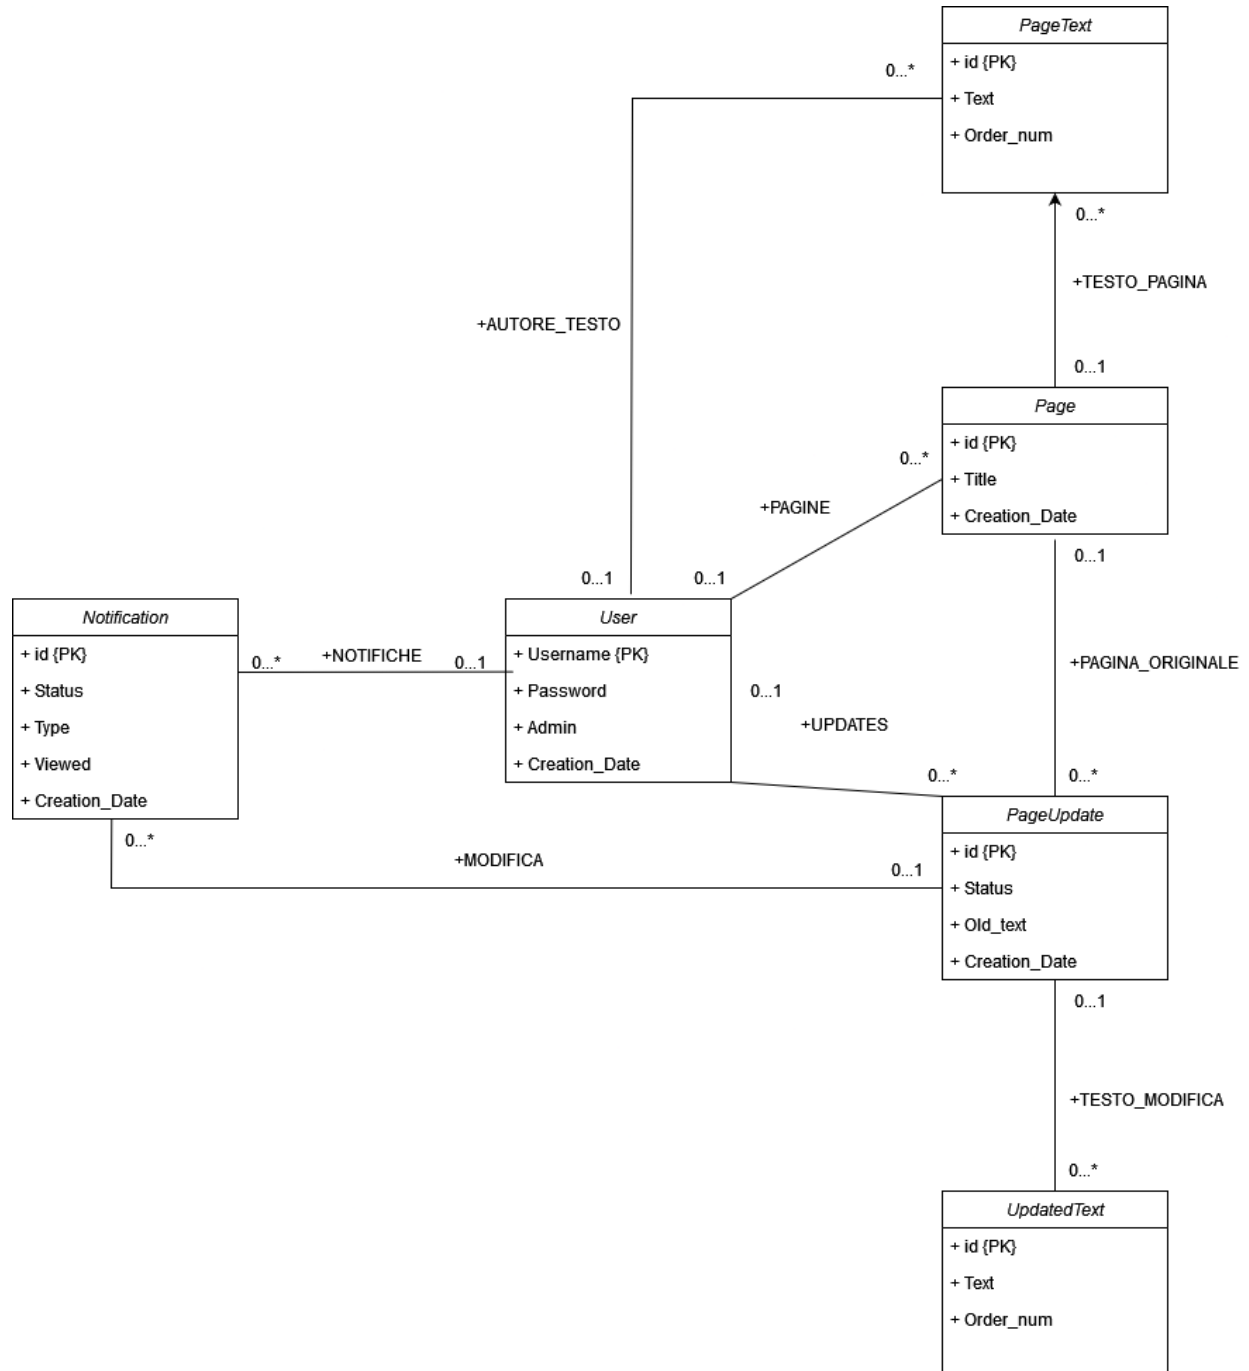 PageText
+ id {PK}
+ Text
+ Order_num
0...*
0...*
+TESTO_PAGINA
+AUTORE_TESTO
0...1
Page
+ id {PK}
+ Title
+ Creation_Date
0...*
+PAGINE
0...1
0...1
0...1
Notification
+ id {PK}
+ Status
+ Type
+ Viewed
+ Creation_Date
0...*
+NOTIFICHE
0...1
User
+ Username {PK}
+ Password
+ Admin
+ Creation_Date
+PAGINA_ORIGINALE
0...1
+UPDATES
0...*
0...*
PageUpdate
+ id {PK}
+ Status
+ Old_text
+ Creation_Date
0...*
+MODIFICA
0...1
0...1
+TESTO_MODIFICA
0...*
UpdatedText
+ id {PK}
+ Text
+ Order_num